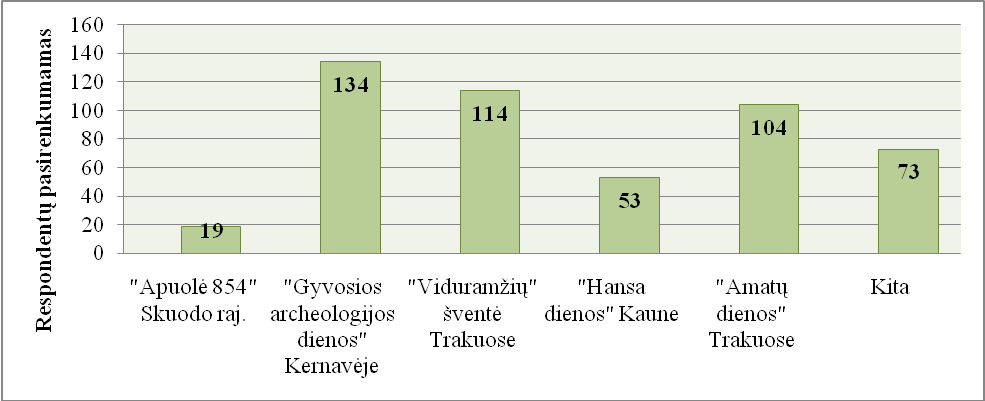 Respondentų pasirenkumamas
160
140
120
100
80
60
40
20
0
19
134
114
53
104
73
"Apuolė 854"
Skuodo raj.
"Gyvosios
archeologijos
dienos"
Kernavėje
"Viduramžių"
šventė
Trakuose
"Hansa
dienos" Kaune
"Amatų
dienos"
Trakuose
Kita